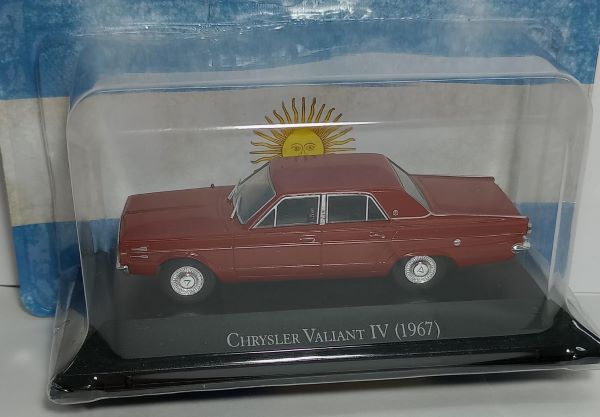 CHRYSLER VALIANT IV (1967)